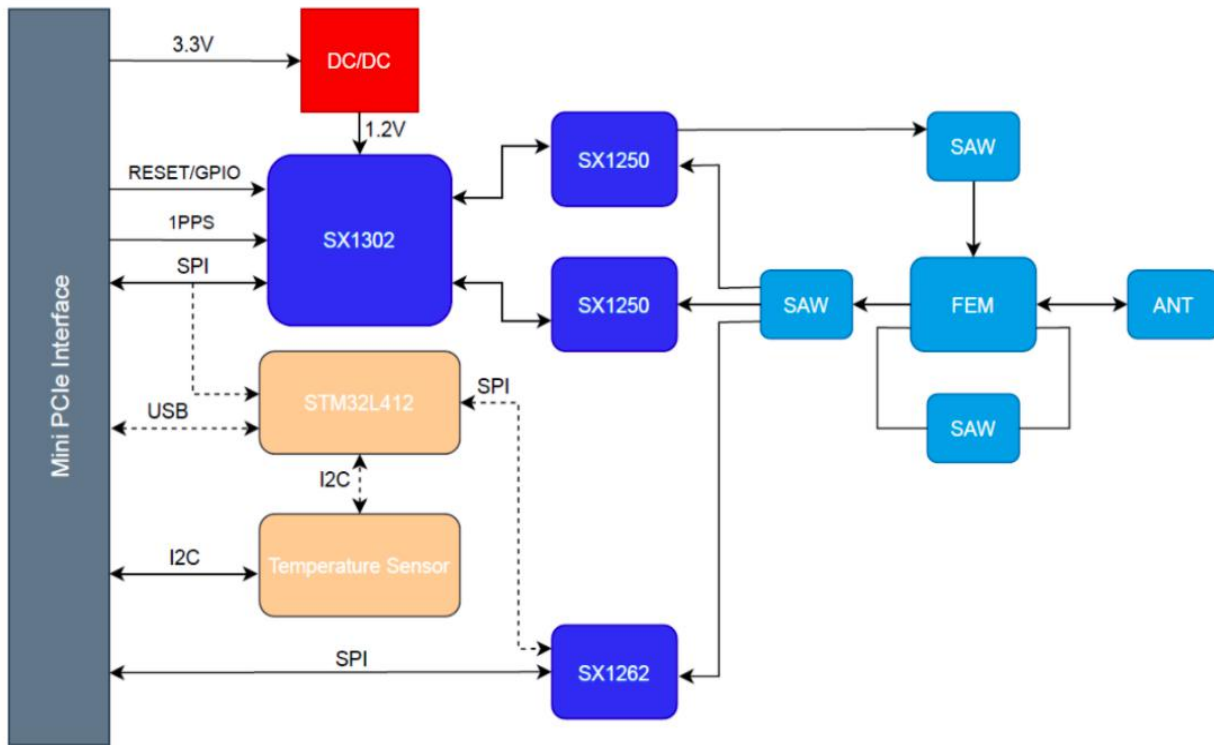 3.3V
DC/DC
1.2V
SX1250
SAW
RESET/GPIO
1PPS
SX1302
SPI
SX1250
SAW
FEM
ANT
Mini PCIe Interface
STM32L412
SPI
USB
SAW
I2C
I2C
Temperature Sensor
SPI
SX1262